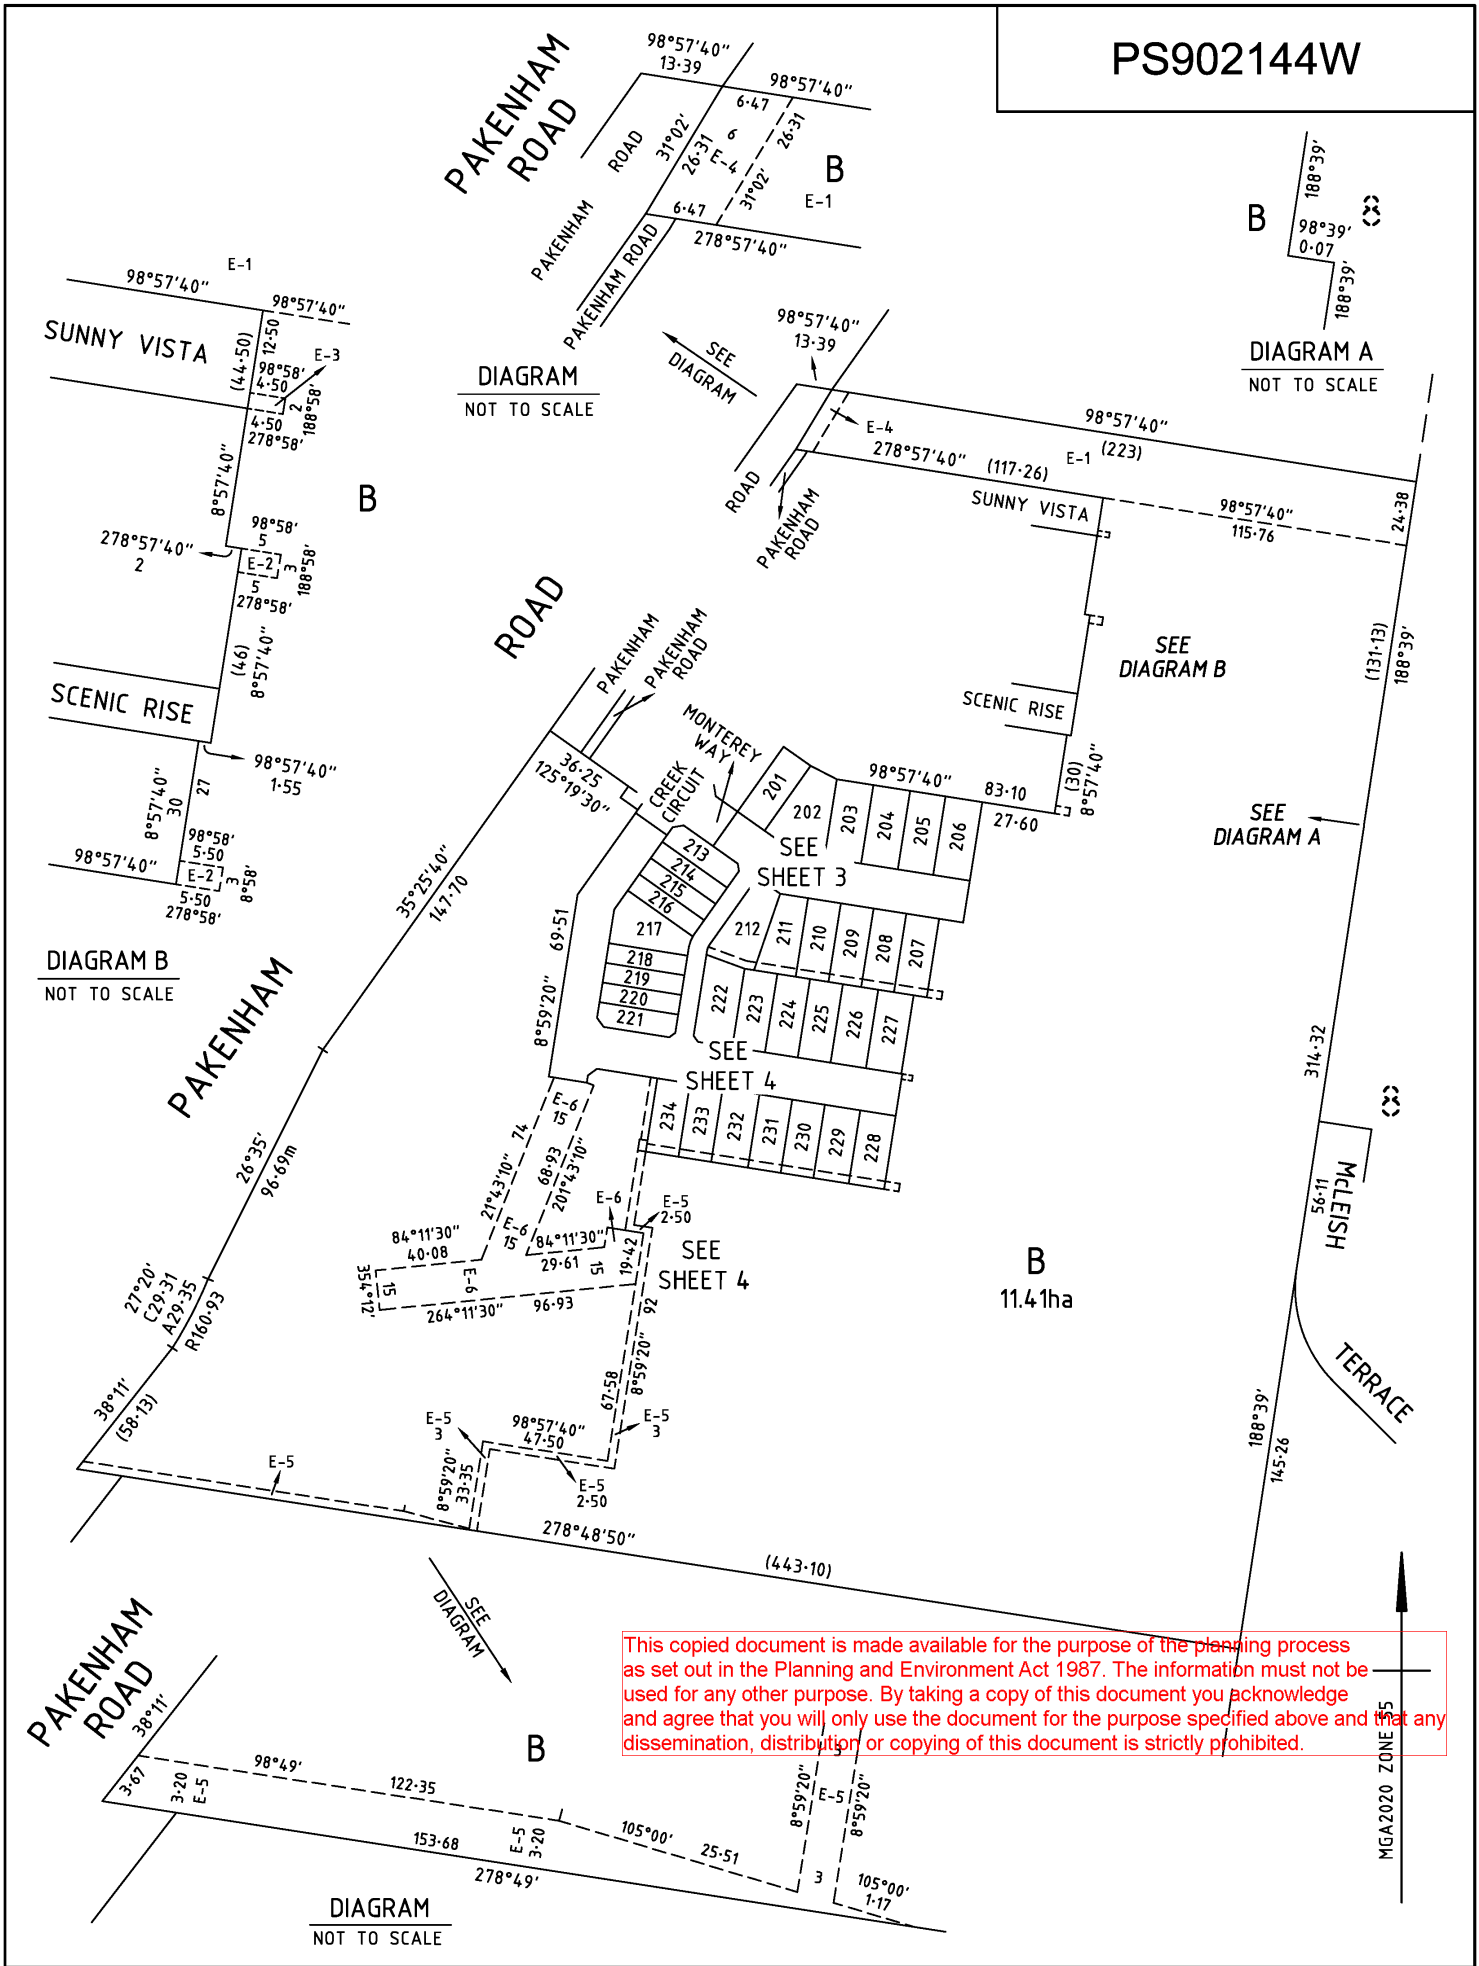 PS902144W
PAKENHAM
ROAD
98°57'40"
13·39
98°57'40"
6·47
6
E-4
31°02'
26·31
26·31
31°02'
ROAD
PAKENHAM
B
E-1
6·47
278°57'40"
PAKENHAM ROAD
DIAGRAM
NOT TO SCALE
188°39'
B
98°39'
0·07
188°39'
DIAGRAM A
NOT TO SCALE
E-1
98°57'40"
98°57'40"
SUNNY VISTA
(44·50)
12·50
E-3
98°58'
4·50
2
188°58'
4·50
278°58'
8°57'40"
B
98°58'
5
278°57'40"
2
E-2
3
188°58'
5
278°58'
(46)
8°57'40"
SCENIC RISE
98°57'40"
1·55
8°57'40"
30
27
98°58'
5·50
98°57'40"
E-2
3
8°58'
5·50
278°58'
DIAGRAM B
NOT TO SCALE
SEE
DIAGRAM
98°57'40"
13·39
E-4
98°57'40"
(223)
278°57'40"
(117·26)
E-1
SUNNY VISTA
98°57'40"
115·76
24·38
ROAD
PAKENHAM
ROAD
(131·13)
188°39'
SEE
DIAGRAM B
SCENIC RISE
(30)
8°57'40"
SEE
DIAGRAM A
ROAD
PAKENHAM
PAKENHAM
ROAD
MONTEREY
WAY
CREEK
CIRCUIT
36·25
125°19'30"
201
202
203
204
205
206
98°57'40"
83·10
27·60
SEE
SHEET 3
213
214
215
216
217
218
219
220
221
212
211
210
209
208
207
222
223
224
225
226
227
SEE
SHEET 4
234
233
232
231
230
229
228
35°25'40"
147·70
69·51
8°59'20"
PAKENHAM
26°35'
96·69m
27°20'
C29·31
A29·35
R160·93
38°11'
(58·13)
E-6
15
74
21°43'10"
68·93
201°43'10"
E-6
15
E-6
E-5
2·50
84°11'30"
40·08
84°11'30"
29·61
15
19·42
354°12'
15
E-6
264°11'30"
96·93
SEE
SHEET 4
92
8°59'20"
67·58
E-5
3
98°57'40"
47·50
E-5
3
E-5
2·50
8°59'20"
33·35
E-5
278°48'50"
(443·10)
B
11.41ha
314·32
56·11
McLEISH
TERRACE
188°39'
145·26
SEE
DIAGRAM
This copied document is made available for the purpose of the planning process
as set out in the Planning and Environment Act 1987. The information must not be
used for any other purpose. By taking a copy of this document you acknowledge
and agree that you will only use the document for the purpose specified above and that any
dissemination, distribution or copying of this document is strictly prohibited.
MGA2020 ZONE 55
PAKENHAM
ROAD
38°11'
3·67
3·20
E-5
98°49'
122·35
B
153·68
278°49'
E-5
3·20
105°00'
25·51
8°59'20"
3
E-5
8°59'20"
3
105°00'
1·17
DIAGRAM
NOT TO SCALE